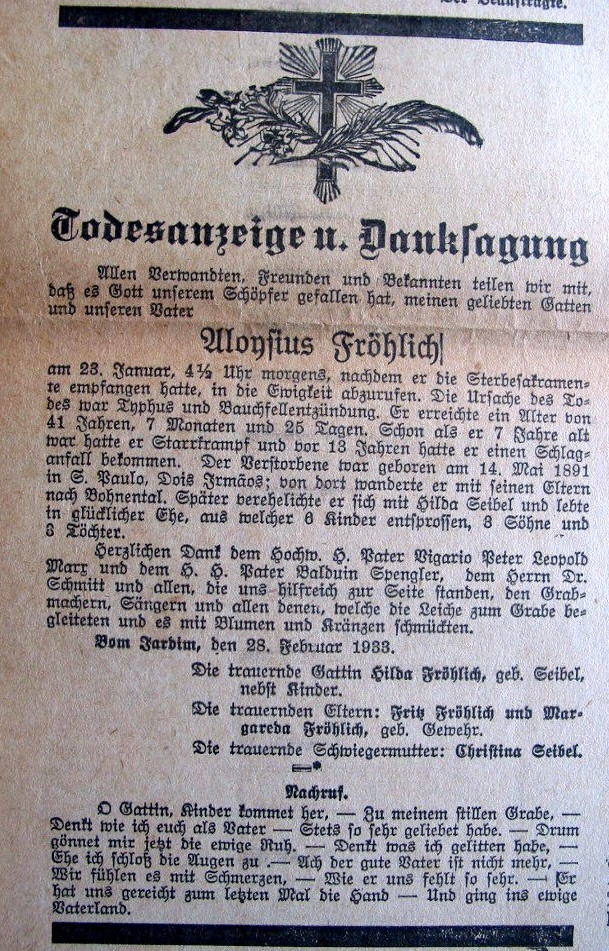 Der Beauftragte.
Todesanzeige u. Danksagung
Allen Verwandten, Freunden und Bekannten teilen wir mit,
daß es Gott unserem Schöpfer gefallen hat, meinen geliebten Gatten
und unseren Vater
Aloysius Fröhlich
am 23. Januar, 4½ Uhr morgens, nachdem er die Sterbesakramen-
te empfangen hatte, in die Ewigkeit abzurufen. Die Ursache des To-
des war Typhus und Bauchfellentzündung. Er erreichte ein Alter von
41 Jahren, 7 Monaten und 25 Tagen. Schon als er 7 Jahre alt
war hatte er Starrkrampf und vor 13 Jahren hatte er einen Schlag-
anfall bekommen. Der Verstorbene war geboren am 14. Mai 1891
in S. Paulo, Dois Irmãos; von dort wanderte er mit seinen Eltern
nach Bohnental. Später verehelichte er sich mit Hilda Seibel und lebte
in glücklicher Ehe, aus welcher 6 Kinder entsprossen, 3 Söhne und
3 Töchter.
Herzlichen Dank dem Hochw. H. Pater Vigario Peter Leopold
Marx und dem H. H. Pater Balduin Spengler, dem Herrn Dr.
Schmitt und allen, die uns hilfreich zur Seite standen, den Grab-
machern, Sängern und allen denen, welche die Leiche zum Grabe be-
gleiteten und es mit Blumen und Kränzen schmückten.
Bom Jardim, den 28. Februar 1933.
Die trauernde Gattin Hilda Fröhlich, geb. Seibel,
nebst Kinder.
Die trauernden Eltern: Fritz Fröhlich und Mar-
gareda Fröhlich, geb. Gewehr.
Die trauernde Schwiegermutter: Christina Seibel.
Nachruf.
O Gattin, Kinder kommet her, — Zu meinem stillen Grabe, —
Denkt wie ich euch als Vater — Stets so sehr geliebet habe. — Drum
gönnet mir jetzt die ewige Ruh. — Denkt was ich gelitten habe, —
Ehe ich schloß die Augen zu .— Ach der gute Vater ist nicht mehr, —
Wir fühlen es mit Schmerzen, — Wie er uns fehlt so sehr. — Er
hat uns gereicht zum letzten Mal die Hand — Und ging ins ewige
Vaterland.